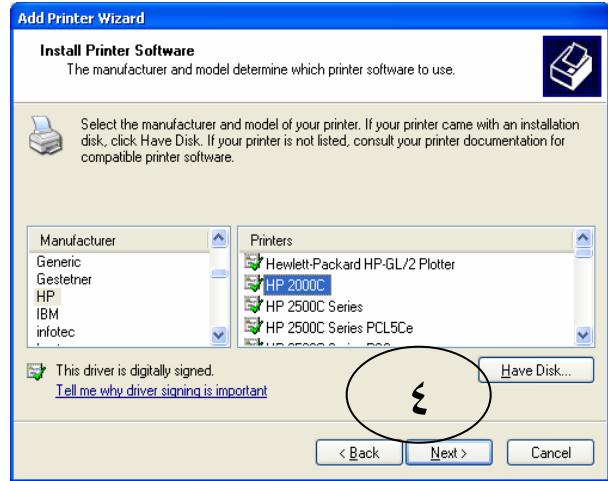 Add Printer Wizard
Install Printer Software
The manufacturer and model determine which printer software to use.
Select the manufacturer and model of your printer. If your printer came with an installation
disk, click Have Disk. If your printer is not listed, consult your printer documentation for
compatible printer software.
Manufacturer
Generic
Gestetner
HP
IBM
infotec
Printers
Hewlett-Packard HP-GL/2 Plotter
HP 2000C
HP 2500C Series
HP 2500C Series PCL5Ce
This driver is digitally signed.
Tell me why driver signing is important
Have Disk...
٤
< Back
Next >
Cancel